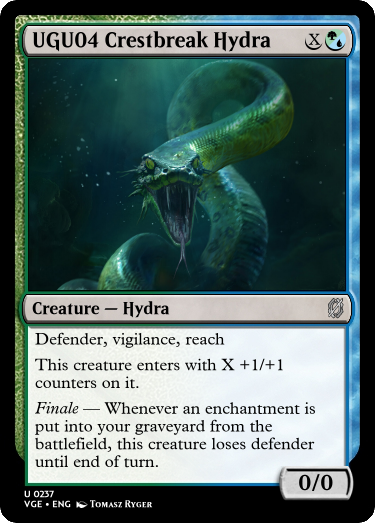 UGU04 Crestbreak Hydra X
Creature — Hydra
Defender, vigilance, reach
This creature enters with X +1/+1
counters on it.
Finale — Whenever an enchantment is
put into your graveyard from the
battlefield, this creature loses defender
until end of turn.
0/0
U 0237
VGE • ENG Tomasz Ryger